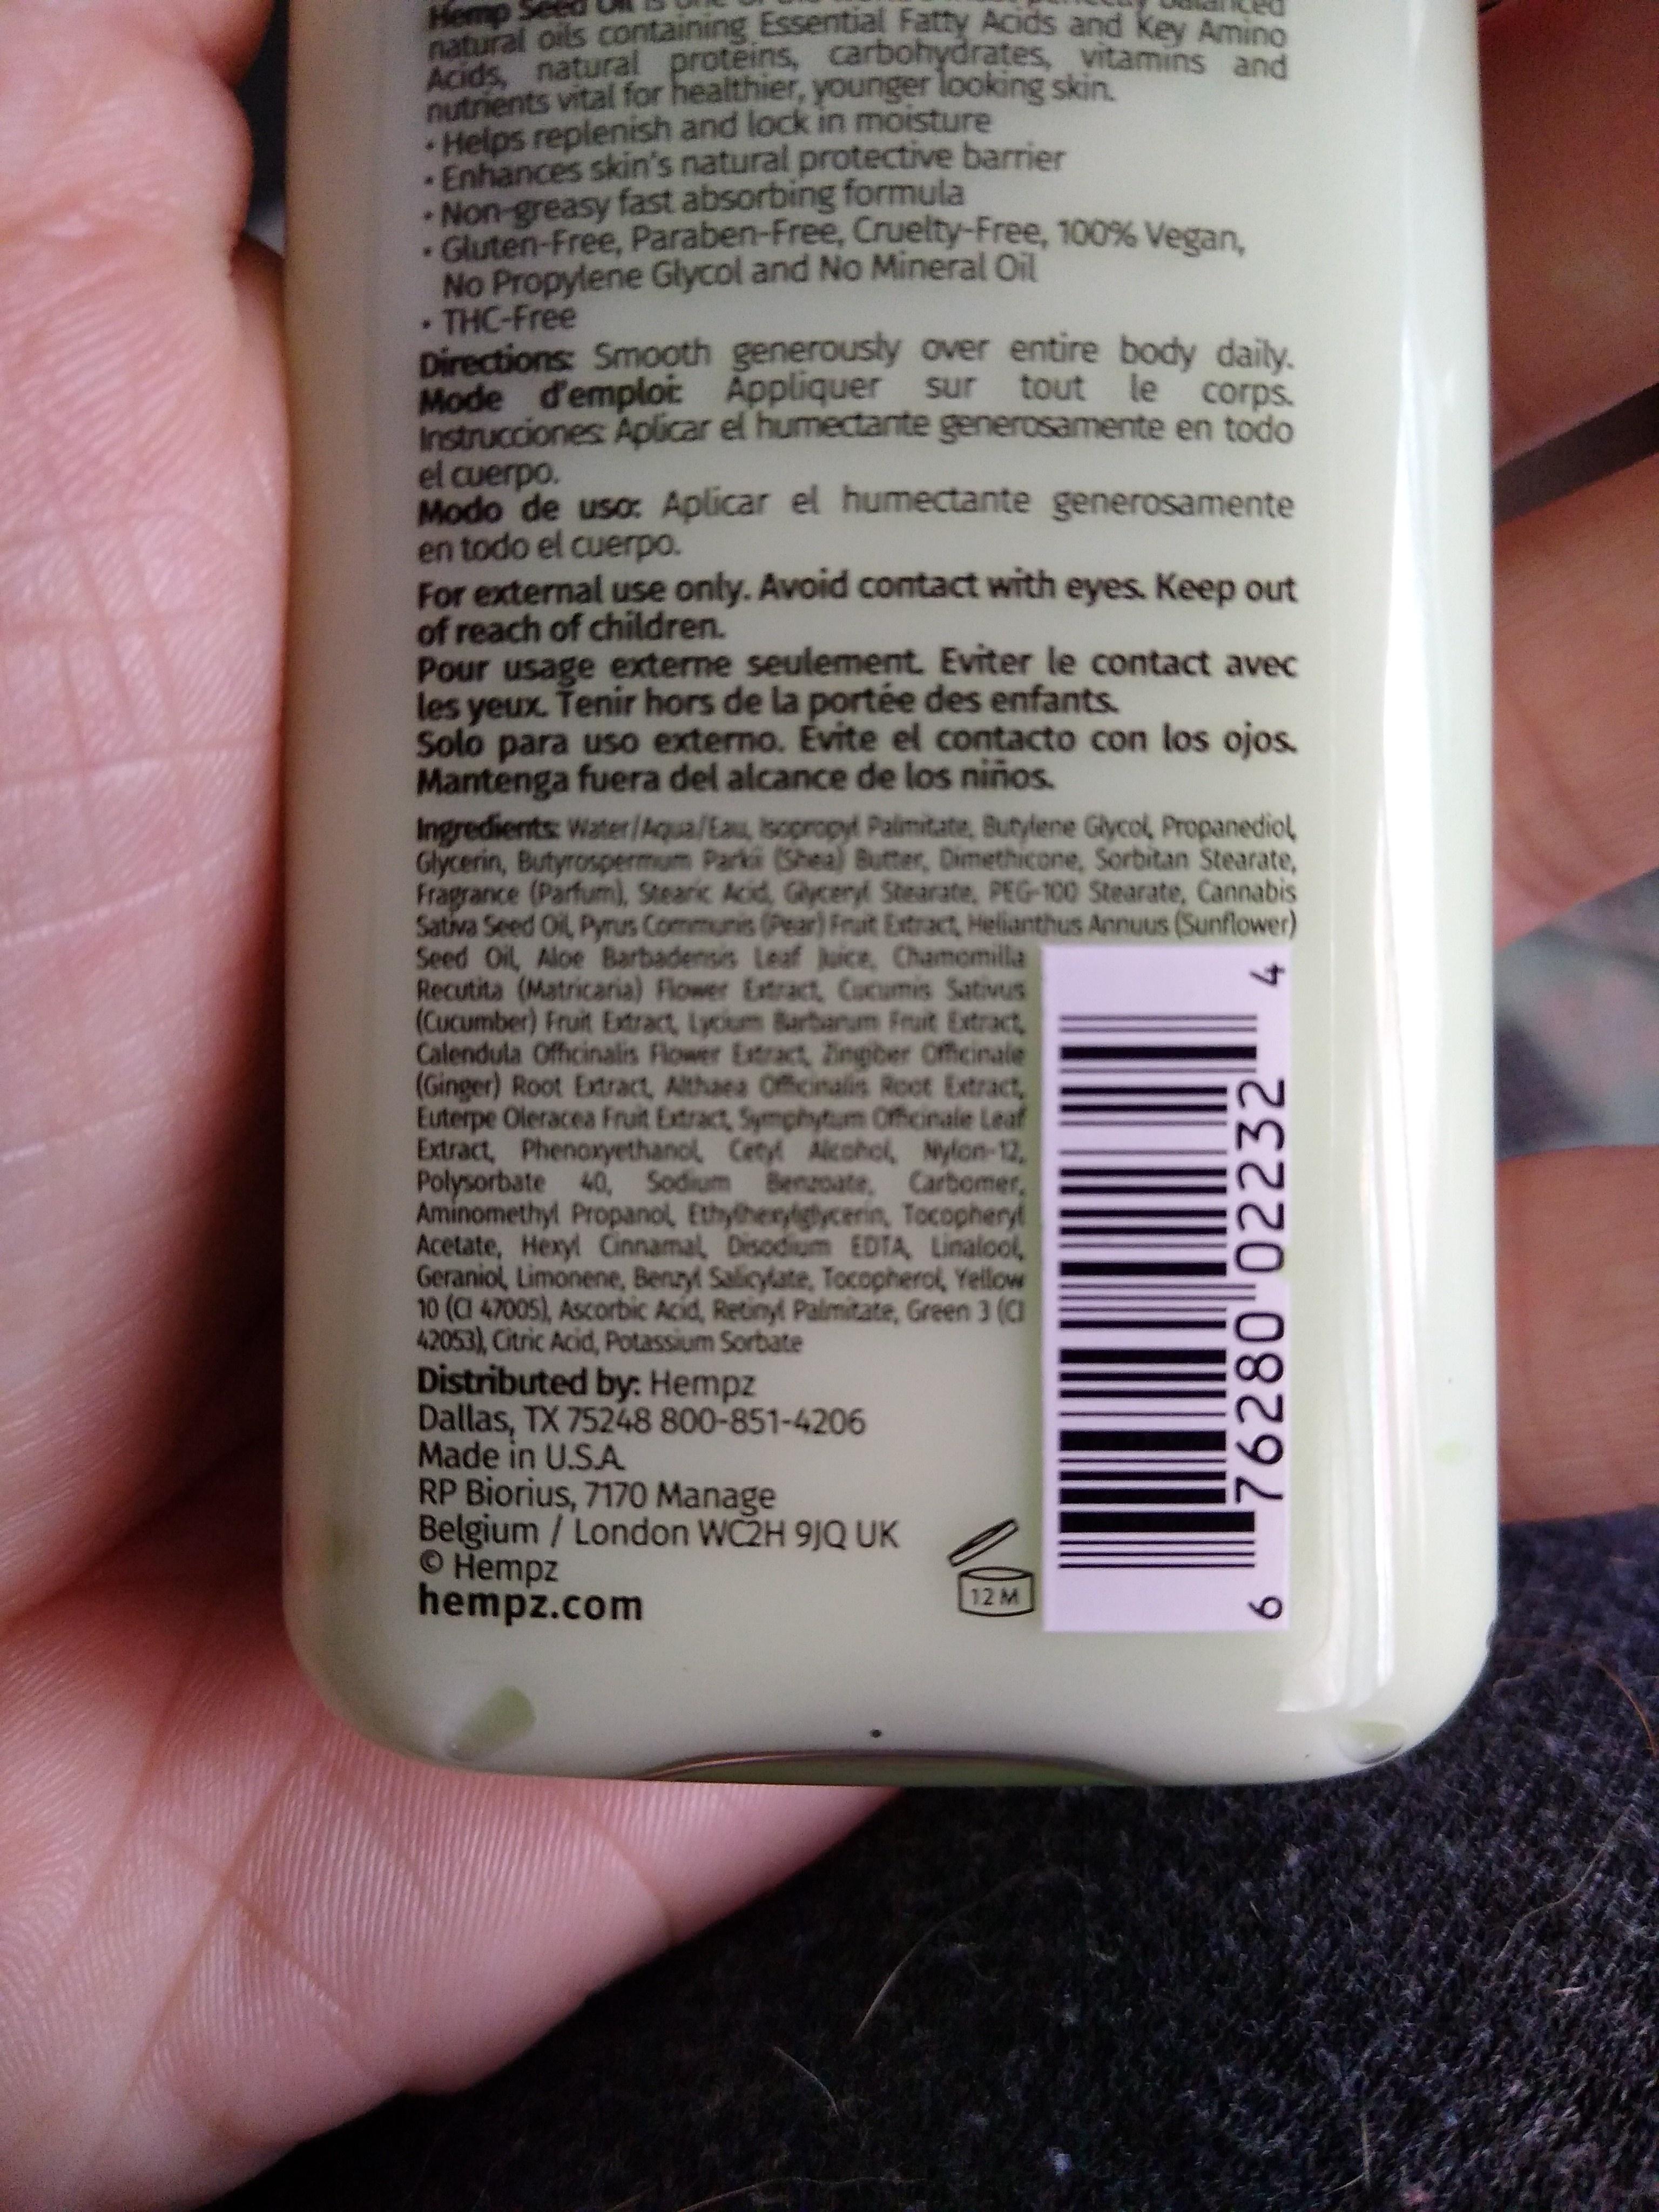 Hemp Seed Oil is one of the world's most perfectly balanced
natural oils containing Essential Fatty Acids and Key Amino
Acids, natural proteins, carbohydrates, vitamins and
nutrients vital for healthier, younger looking skin.
• Helps replenish and lock in moisture
• Enhances skin's natural protective barrier
• Non-greasy fast absorbing formula
• Gluten-Free, Paraben-Free, Cruelty-Free, 100% Vegan,
No Propylene Glycol and No Mineral Oil
• THC-Free
Directions: Smooth generously over entire body daily.
Mode d'emploi: Appliquer sur tout le corps.
Instrucciones: Aplicar el humectante generosamente en todo
el cuerpo.
Modo de uso: Aplicar el humectante generosamente
en todo el cuerpo.
For external use only. Avoid contact with eyes. Keep out
of reach of children.
Pour usage externe seulement. Eviter le contact avec
les yeux. Tenir hors de la portée des enfants.
Solo para uso externo. Evite el contacto con los ojos.
Mantenga fuera del alcance de los niños.
Ingredients: Water/Aqua/Eau, Isopropyl Palmitate, Butylene Glycol, Propanediol,
Glycerin, Butyrospermum Parkii (Shea) Butter, Dimethicone, Sorbitan Stearate,
Fragrance (Parfum), Stearic Acid, Glyceryl Stearate, PEG-100 Stearate, Cannabis
Sativa Seed Oil, Pyrus Communis (Pear) Fruit Extract, Helianthus Annuus (Sunflower)
Seed Oil, Aloe Barbadensis Leaf Juice, Chamomilla
Recutita (Matricaria) Flower Extract, Cucumis Sativus
(Cucumber) Fruit Extract, Lycium Barbarum Fruit Extract,
Calendula Officinalis Flower Extract, Zingiber Officinale
(Ginger) Root Extract, Althaea Officinalis Root Extract,
Euterpe Oleracea Fruit Extract, Symphytum Officinale Leaf
Extract, Phenoxyethanol, Cetyl Alcohol, Nylon-12,
Polysorbate 40, Sodium Benzoate, Carbomer,
Aminomethyl Propanol, Ethylhexylglycerin, Tocopheryl
Acetate, Hexyl Cinnamal, Disodium EDTA, Linalool,
Geraniol, Limonene, Benzyl Salicylate, Tocopherol, Yellow
10 (CI 47005), Ascorbic Acid, Retinyl Palmitate, Green 3 (CI
42053), Citric Acid, Potassium Sorbate
Distributed by: Hempz
Dallas, TX 75248 800-851-4206
Made in U.S.A.
RP Biorius, 7170 Manage
Belgium / London WC2H 9JQ UK
© Hempz
hempz.com
12 M
6 76280 02232 4